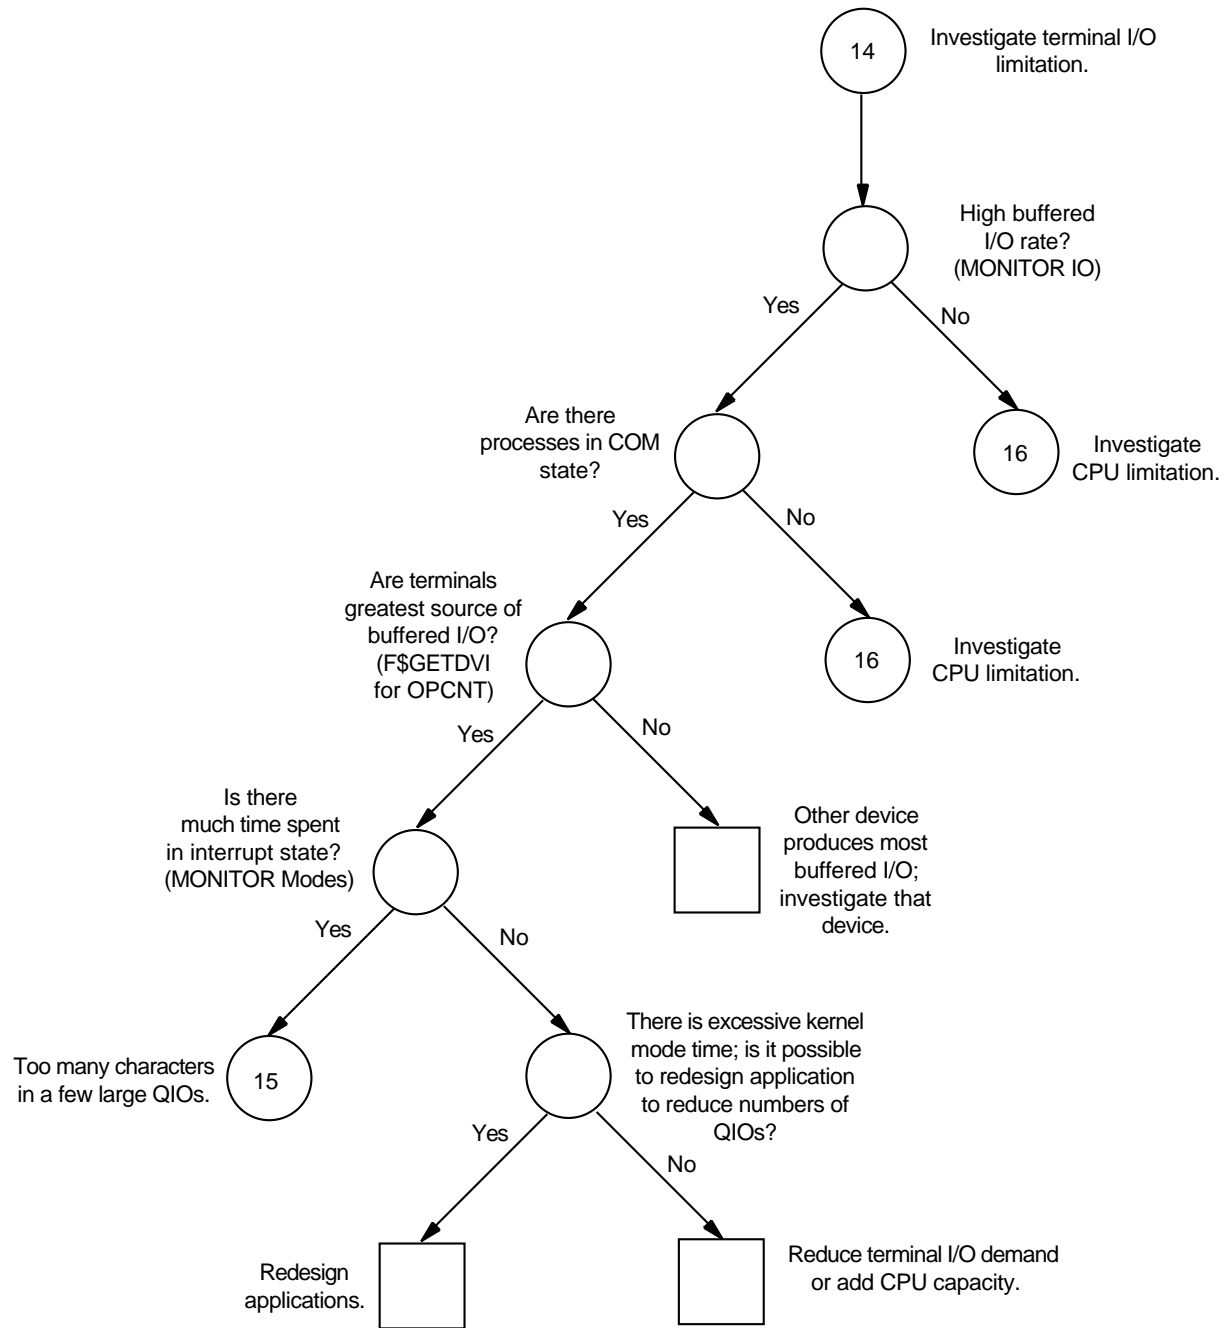 14
Investigate terminal I/O
limitation.
High buffered
I/O rate?
(MONITOR IO)
Yes
No
Are there
processes in COM
state?
16
Investigate
CPU limitation.
Yes
No
Are terminals
greatest source of
buffered I/O?
(F$GETDVI
for OPCNT)
16
Investigate
CPU limitation.
Yes
No
Is there
much time spent
in interrupt state?
(MONITOR Modes)
Other device
produces most
buffered I/O;
investigate that
device.
Yes
No
Too many characters
in a few large QIOs.
15
There is excessive kernel
mode time; is it possible
to redesign application
to reduce numbers of
QIOs?
Yes
No
Redesign
applications.
Reduce terminal I/O demand
or add CPU capacity.